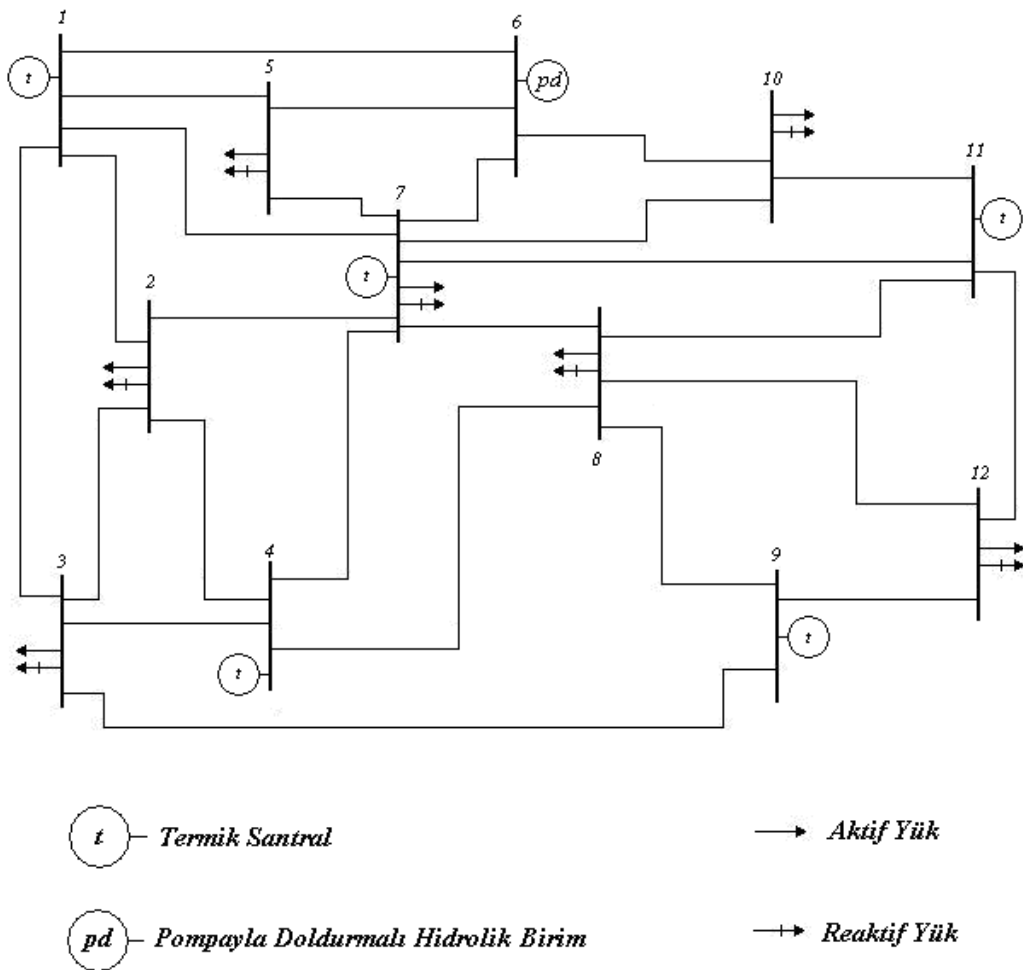 1
6
5
t
pd
10
11
7
t
t
2
8
12
3
4
9
t
t
t
Termik Santral
Aktif Yük
pd
Pompayla Doldurmalı Hidrolik Birim
Reaktif Yük